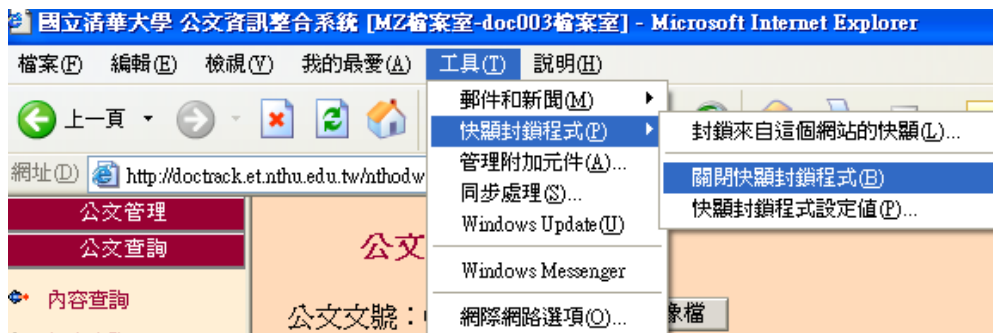 國立清華大學 公文資訊整合系統 [MZ檔案室-doc003檔案室] - Microsoft Internet Explorer
檔案(F) 編輯(E) 檢視(V) 我的最愛(A) 工具(T) 說明(H)
上一頁
郵件和新聞(M)
快顯封鎖程式(P)
管理附加元件(A)...
同步處理(S)...
Windows Update(U)
Windows Messenger
網際網路選項(O)...
封鎖來自這個網站的快顯(L)...
關閉快顯封鎖程式(B)
快顯封鎖程式設定值(P)...
網址(D) http://doctrack.et.nthu.edu.tw/nthodw
公文管理
公文查詢
內容查詢
公文
公文文號：
象檔